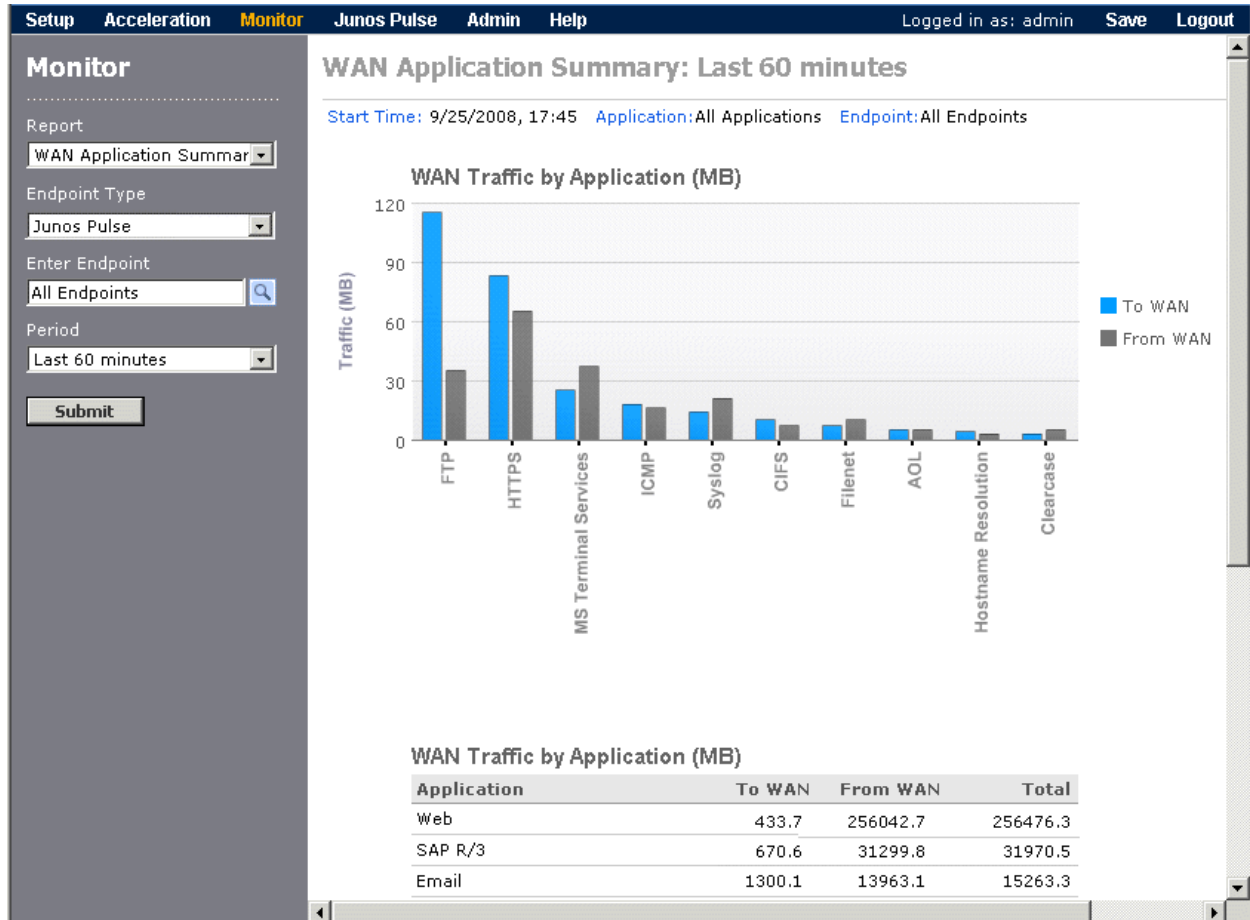 Setup Acceleration Monitor Junos Pulse Admin Help Logged in as: admin Save Logout
Monitor
Report
WAN Application Summar
Endpoint Type
Junos Pulse
Enter Endpoint
All Endpoints
Period
Last 60 minutes
Submit
WAN Application Summary: Last 60 minutes
Start Time: 9/25/2008, 17:45 Application:All Applications Endpoint:All Endpoints
WAN Traffic by Application (MB)
Traffic (MB)
120
90
60
30
0
FTP
HTTPS
MS Terminal Services
ICMP
Syslog
CIFS
Filenet
AOL
Hostname Resolution
Clearcase
To WAN
From WAN
WAN Traffic by Application (MB)
Application To WAN From WAN Total
Web 433.7 256042.7 256476.3
SAP R/3 670.6 31299.8 31970.5
Email 1300.1 13963.1 15263.3